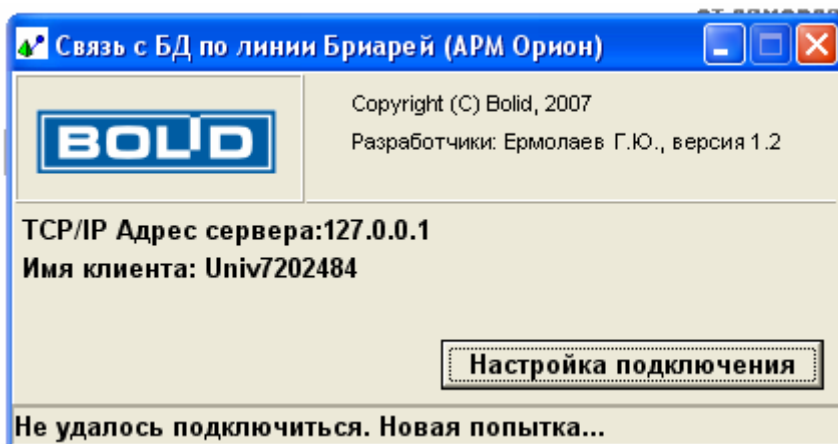 Связь с БД по линии Бриарей (АРМ Орион)
BOLID
Copyright (C) Bolid, 2007
Разработчики: Ермолаев Г.Ю., версия 1.2
TCP/IP Адрес сервера:127.0.0.1
Имя клиента: Univ7202484
Настройка подключения
Не удалось подключиться. Новая попытка...